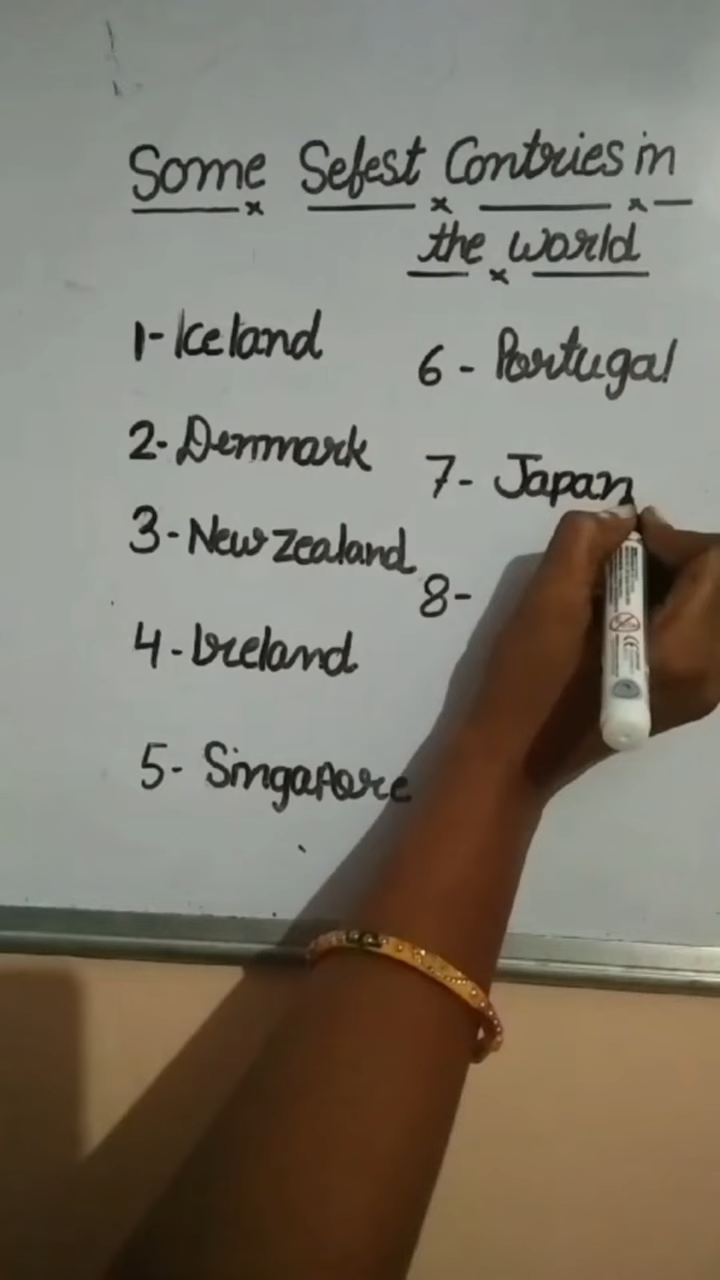 Some Sefest Contries in
the world
1- Iceland
2- Denmark
3- New zealand
4- Ireland
5- Singapore
6 - Portugal
7- Japan
8-